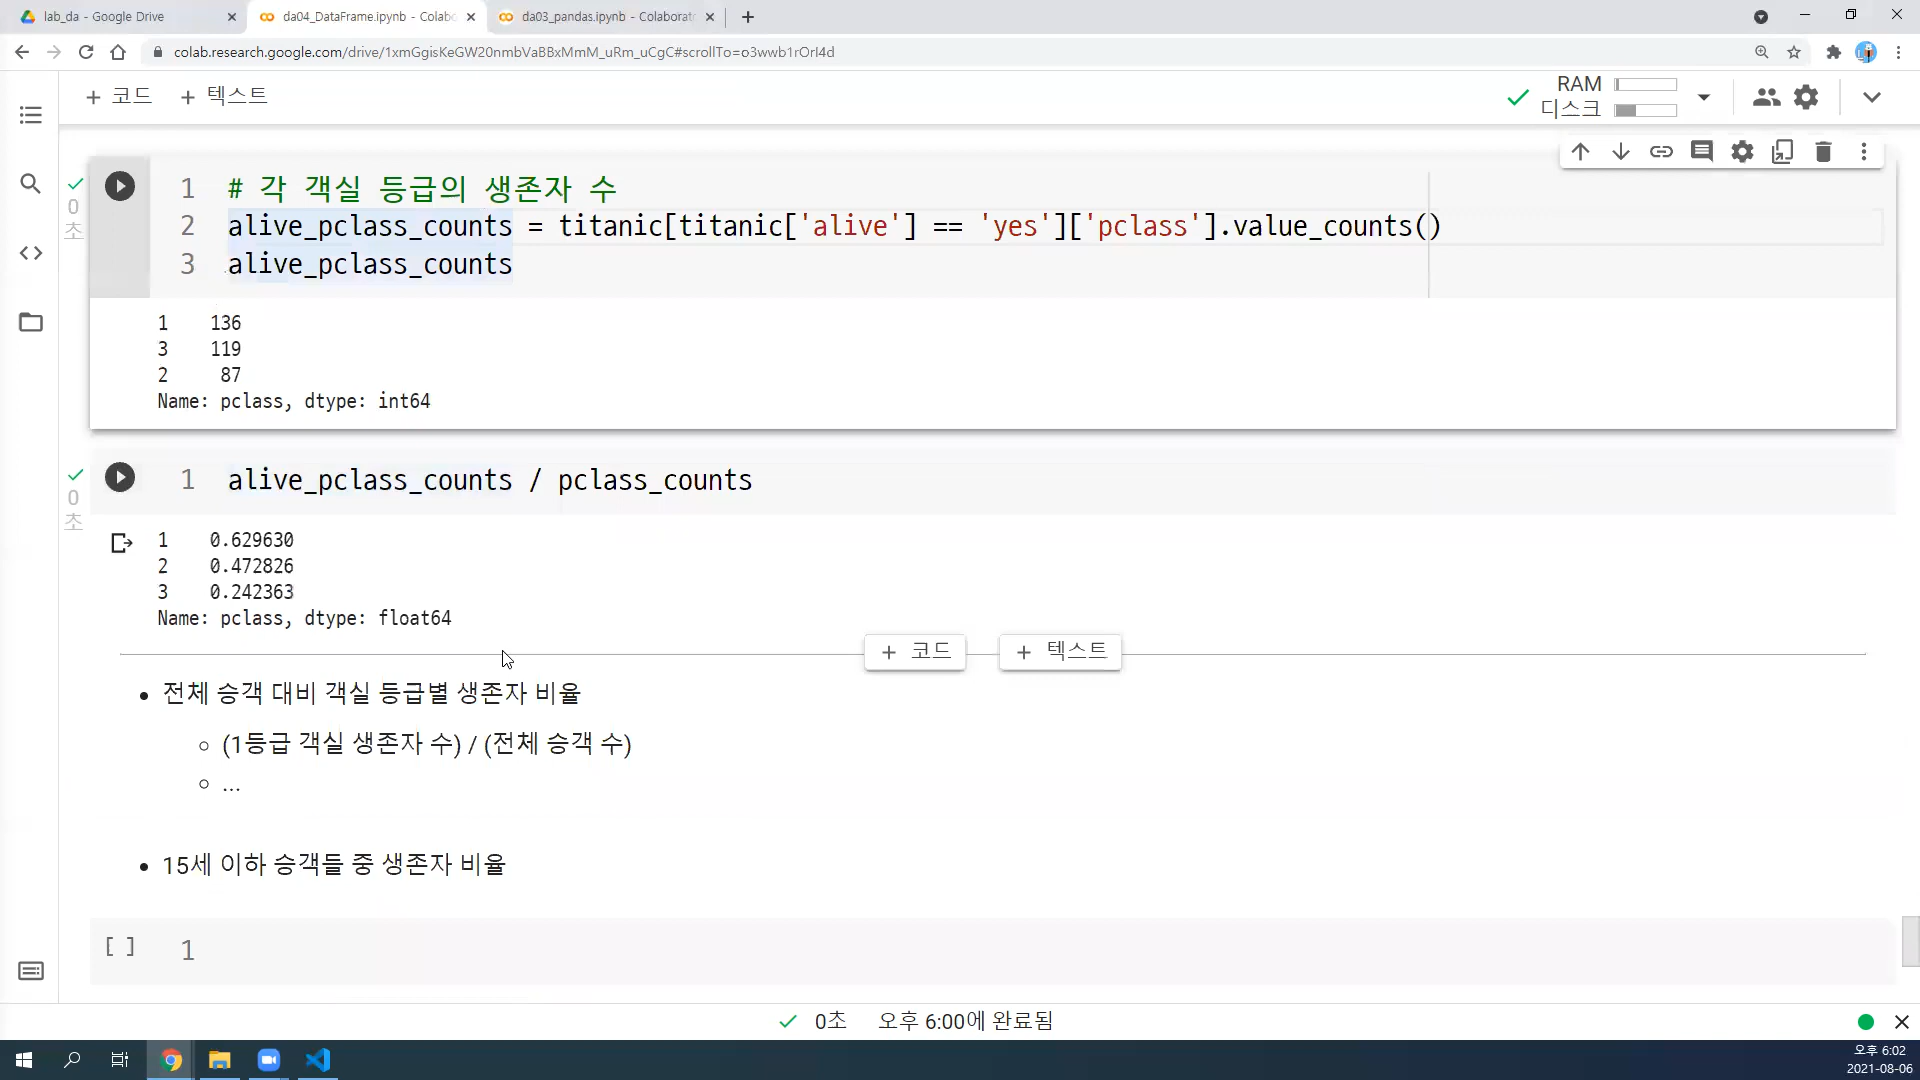 lab_da - Google Drive
da04_DataFrame.ipynb - Colab
da03_pandas.ipynb - Colaborat
colab.research.google.com/drive/1xmGgisKeGW20nmbVaBBxMmM_uRm_uCgC#scrollTo=o3wwb1rOrl4d
+ 코드 + 텍스트
RAM
디스크
0
초
1 # 각 객실 등급의 생존자 수
2 alive_pclass_counts = titanic[titanic['alive'] == 'yes']['pclass'].value_counts()
3 alive_pclass_counts
1 136
3 119
2 87
Name: pclass, dtype: int64
0
초
1 alive_pclass_counts / pclass_counts
1 0.629630
2 0.472826
3 0.242363
Name: pclass, dtype: float64
+ 코드 + 텍스트
• 전체 승객 대비 객실 등급별 생존자 비율
◦ (1등급 객실 생존자 수) / (전체 승객 수)
◦ ...
• 15세 이하 승객들 중 생존자 비율
[ ] 1
0초 오후 6:00에 완료됨
오후 6:02
2021-08-06